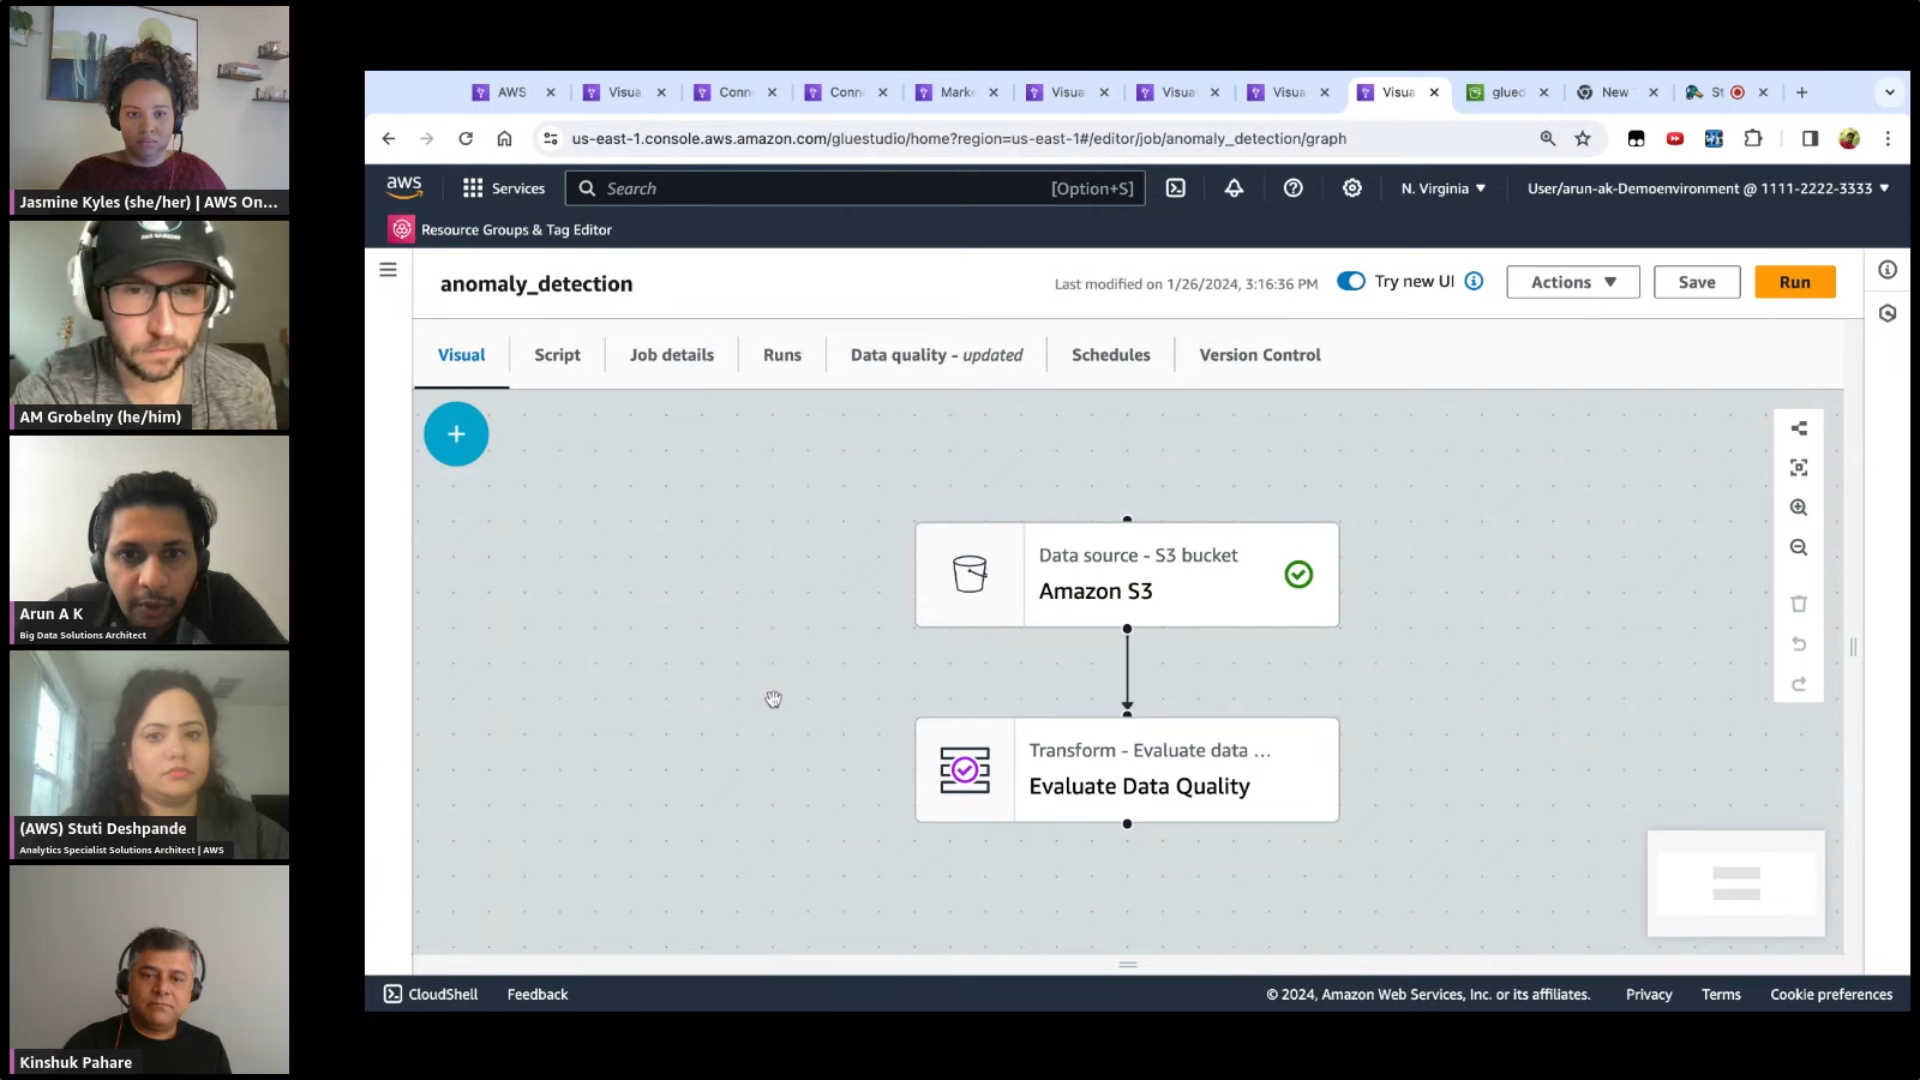 Jasmine Kyles (she/her) | AWS On...
AM Grobelny (he/him)
Arun A K
Big Data Solutions Architect
(AWS) Stuti Deshpande
Analytics Specialist Solutions Architect | AWS
Kinshuk Pahare
AWS
Visua
Conn
Conn
Mark
Visua
Visua
Visua
Visua
glued
New
St
us-east-1.console.aws.amazon.com/gluestudio/home?region=us-east-1#/editor/job/anomaly_detection/graph
aws
Services
Search
[Option+S]
N. Virginia
User/arun-ak-Demoenvironment @ 1111-2222-3333
Resource Groups & Tag Editor
anomaly_detection
Last modified on 1/26/2024, 3:16:36 PM
Try new UI
Actions
Save
Run
Visual
Script
Job details
Runs
Data quality - updated
Schedules
Version Control
Data source - S3 bucket
Amazon S3
Transform - Evaluate data ...
Evaluate Data Quality
CloudShell
Feedback
© 2024, Amazon Web Services, Inc. or its affiliates.
Privacy
Terms
Cookie preferences